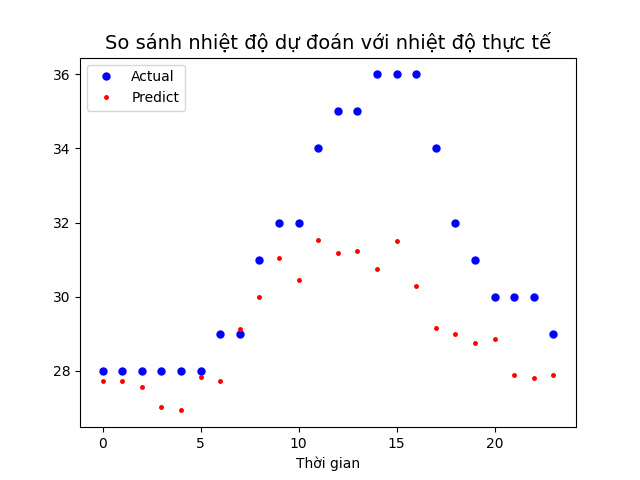 So sánh nhiệt độ dự đoán với nhiệt độ thực tế
Actual
Predict
36
34
32
30
28
0 5 10 15 20
Thời gian